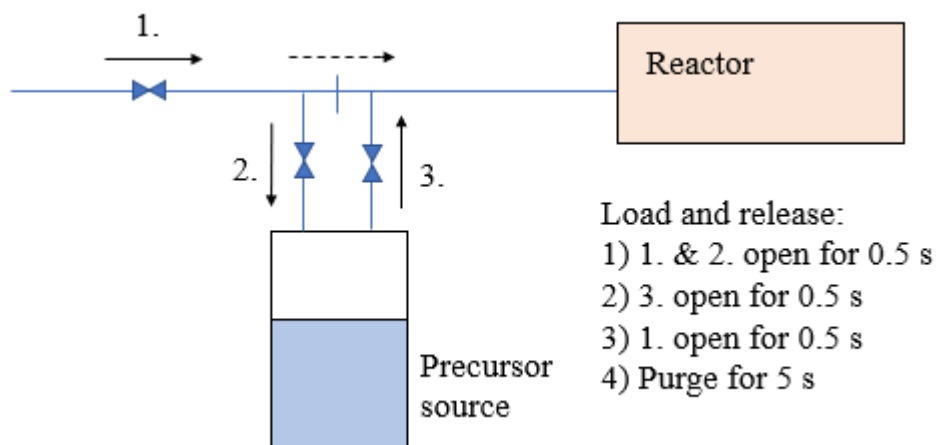 1.
Reactor
2.
3.
Load and release:
1) 1. & 2. open for 0.5 s
2) 3. open for 0.5 s
3) 1. open for 0.5 s
4) Purge for 5 s
Precursor
source